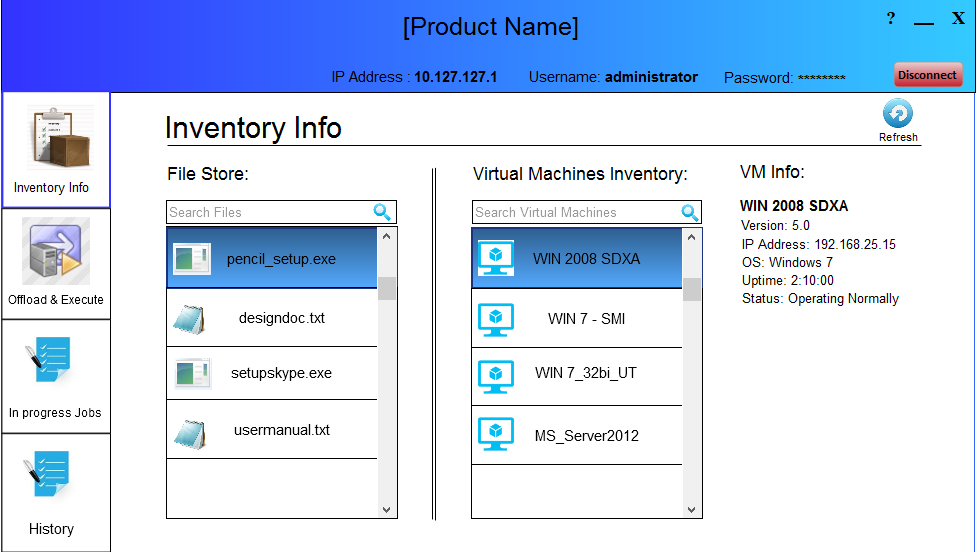 [Product Name]
? __ X
IP Address : 10.127.127.1 Username: administrator Password: ******** Disconnect
Inventory Info
Offload & Execute
In progress Jobs
History
Inventory Info
Refresh
File Store:
Search Files
pencil_setup.exe
designdoc.txt
setupskype.exe
usermanual.txt
Virtual Machines Inventory:
Search Virtual Machines
WIN 2008 SDXA
WIN 7 - SMI
WIN 7_32bi_UT
MS_Server2012
VM Info:
WIN 2008 SDXA
Version: 5.0
IP Address: 192.168.25.15
OS: Windows 7
Uptime: 2:10:00
Status: Operating Normally